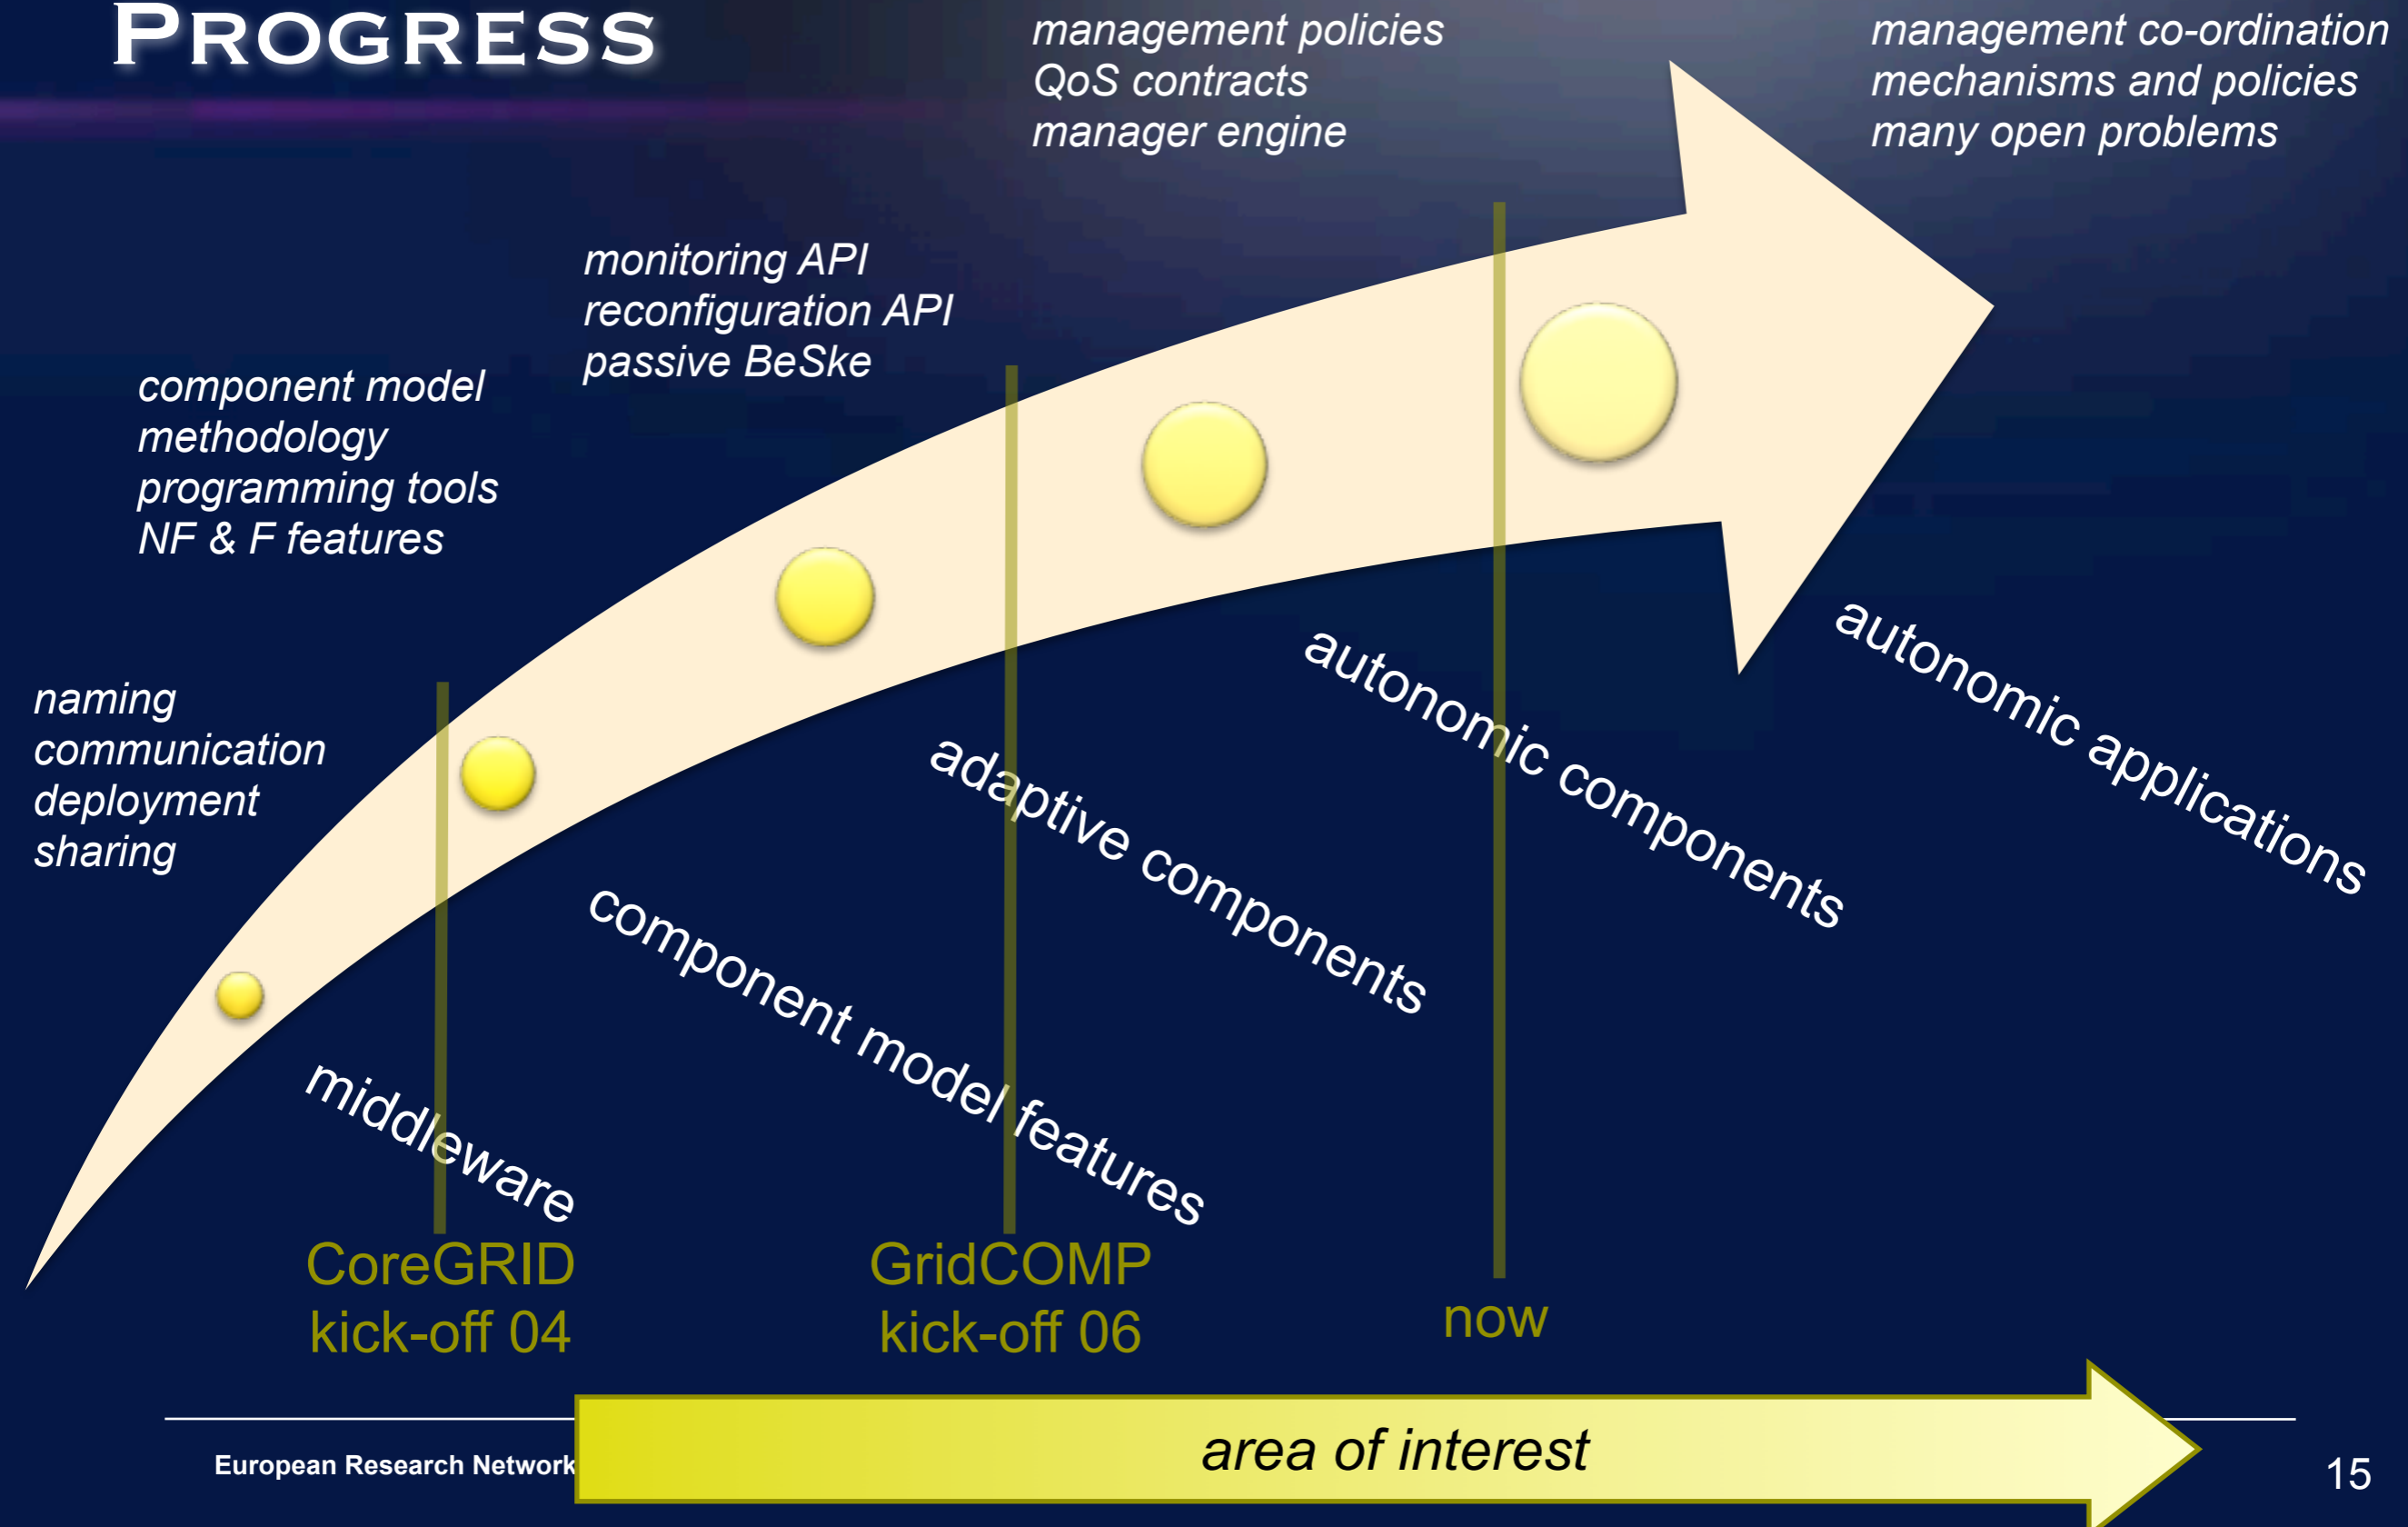 PROGRESS
management policies
QoS contracts
manager engine
management co-ordination
mechanisms and policies
many open problems
monitoring API
reconfiguration API
passive BeSke
component model
methodology
programming tools
NF & F features
naming
communication
deployment
sharing
middleware
component model features
adaptive components
autonomic components
autonomic applications
CoreGRID
kick-off 04
GridCOMP
kick-off 06
now
area of interest
European Research Network
15